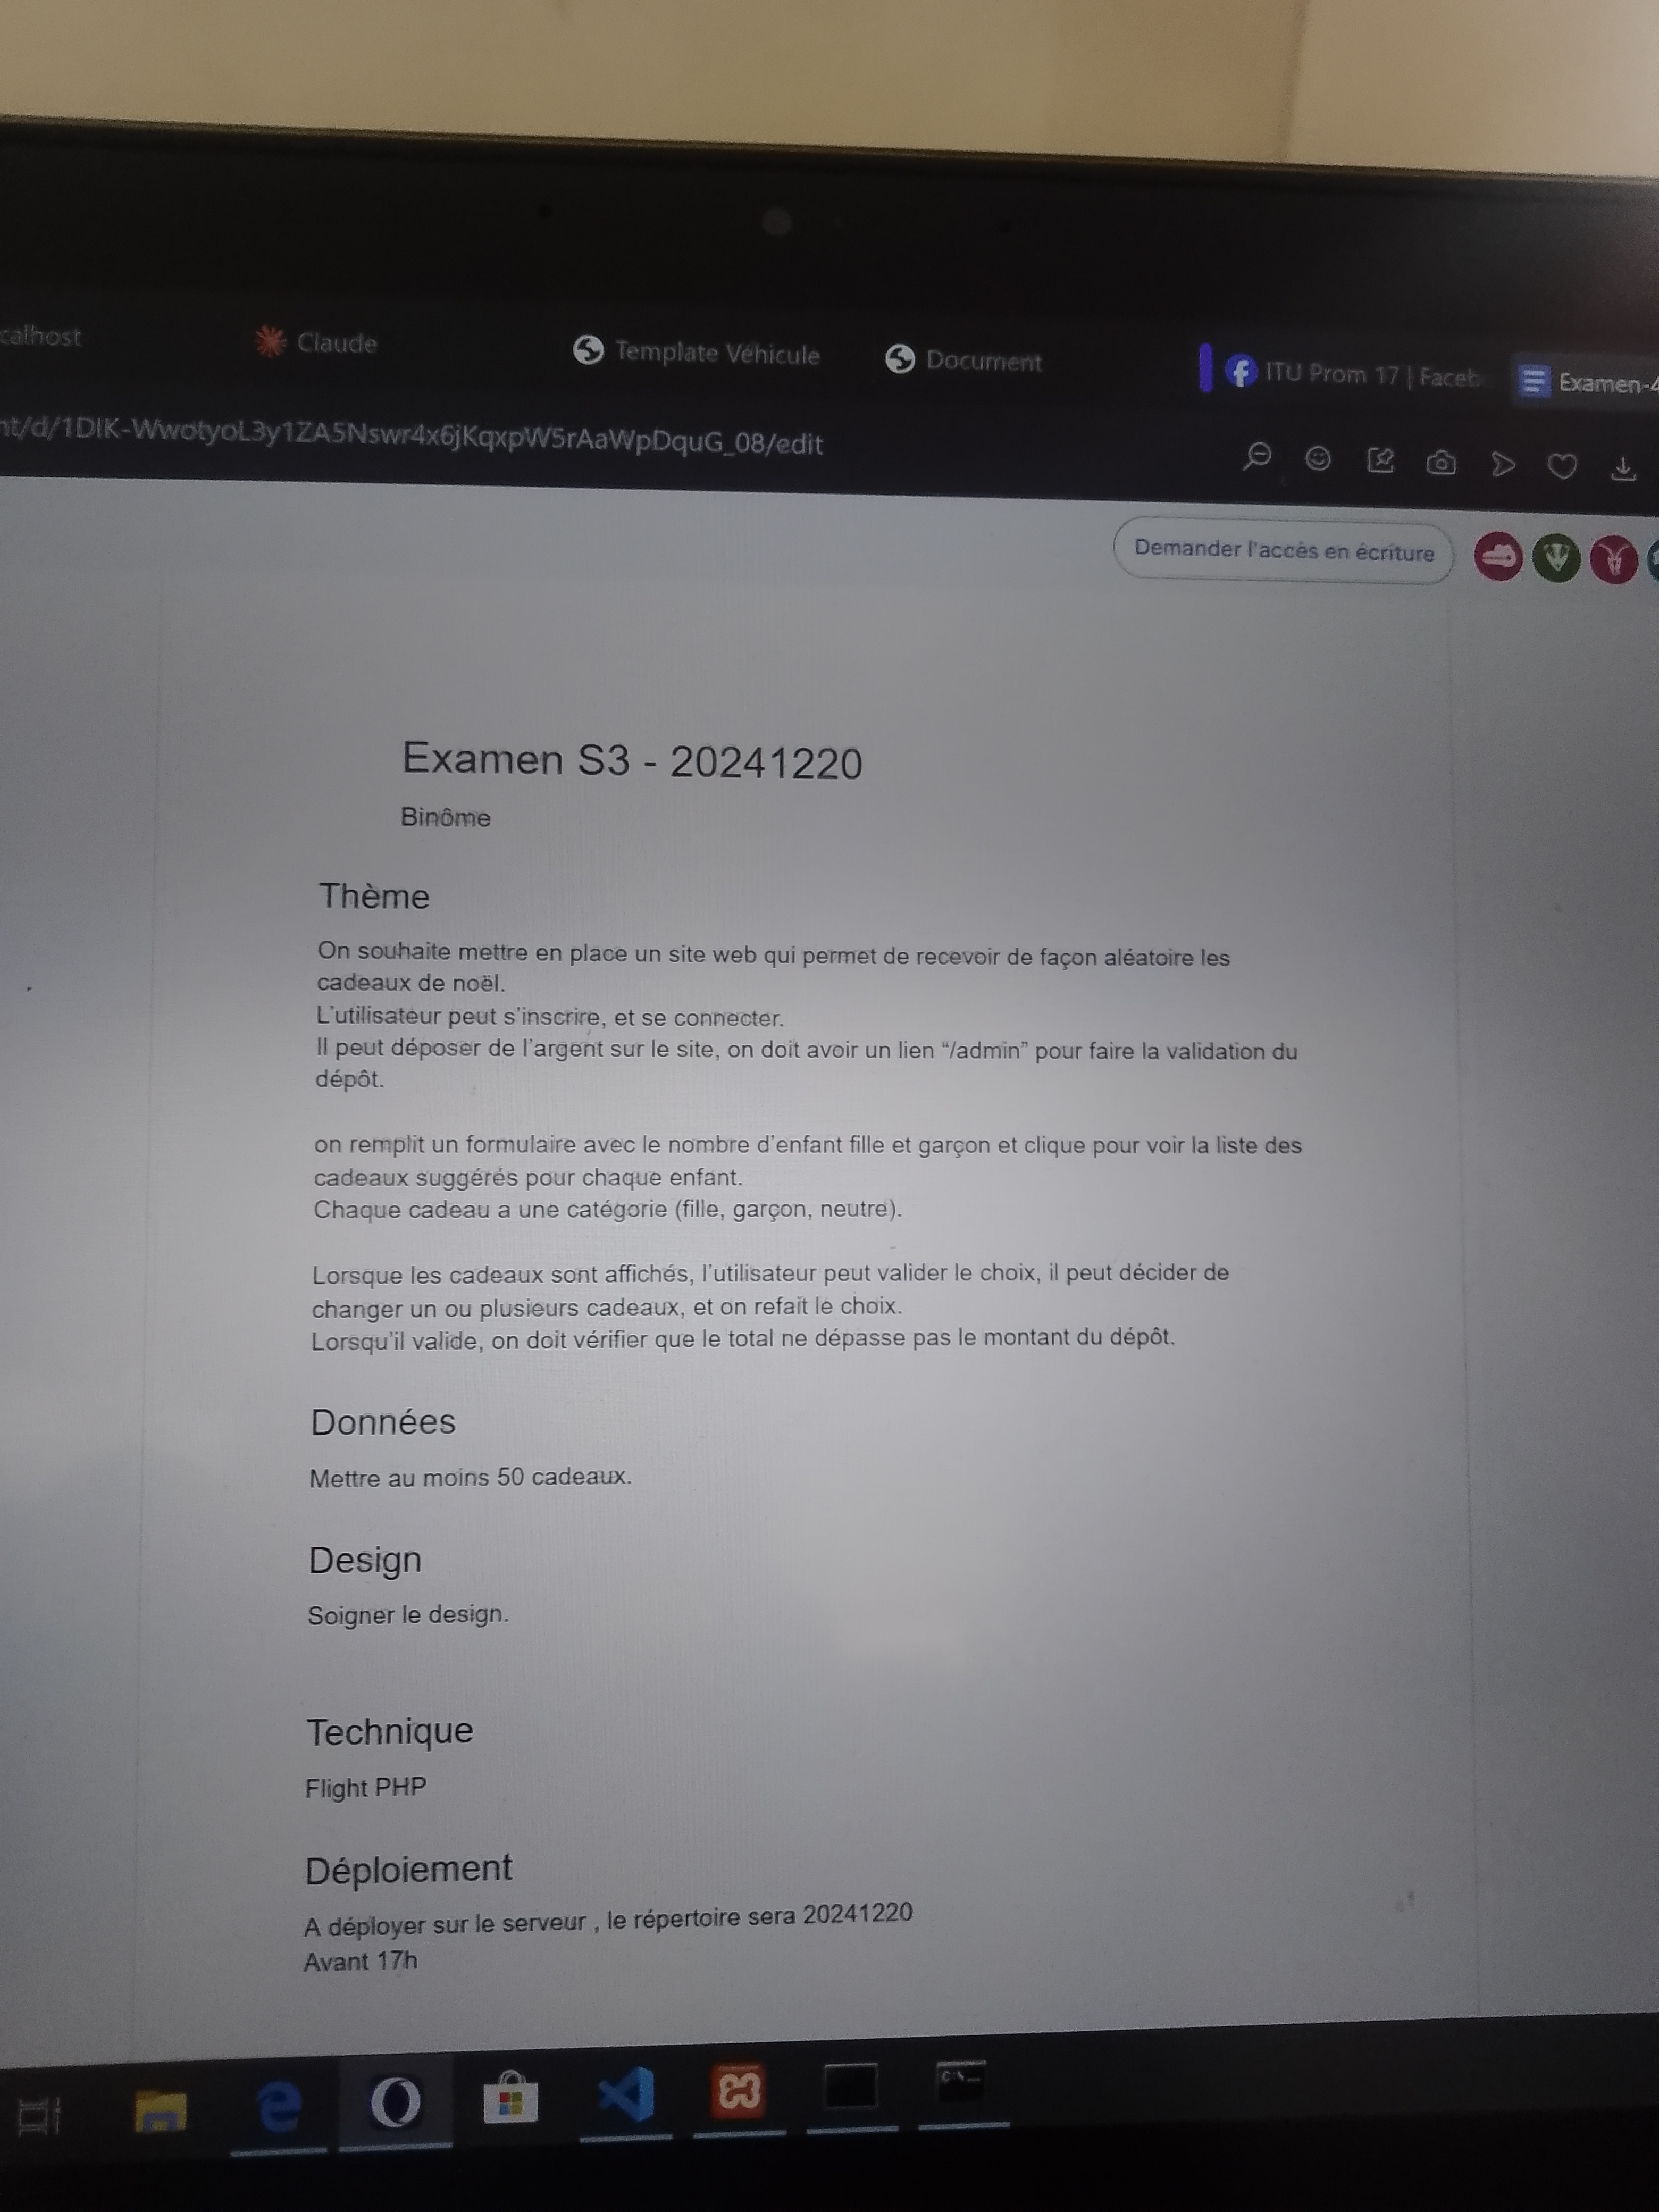 calhost
Claude
Template Véhicule
Document
ITU Prom 17 | Faceb
Examen-4
nt/d/1DIK-WwotyoL3y1ZA5Nswr4x6jKqxpW5rAaWpDquG_08/edit
Demander l'accès en écriture
Examen S3 - 20241220
Binôme
Thème
On souhaite mettre en place un site web qui permet de recevoir de façon aléatoire les
cadeaux de noël.
L'utilisateur peut s'inscrire, et se connecter.
Il peut déposer de l'argent sur le site, on doit avoir un lien “/admin” pour faire la validation du
dépôt.
on remplit un formulaire avec le nombre d'enfant fille et garçon et clique pour voir la liste des
cadeaux suggérés pour chaque enfant.
Chaque cadeau a une catégorie (fille, garçon, neutre).
Lorsque les cadeaux sont affichés, l'utilisateur peut valider le choix, il peut décider de
changer un ou plusieurs cadeaux, et on refait le choix.
Lorsqu'il valide, on doit vérifier que le total ne dépasse pas le montant du dépôt.
Données
Mettre au moins 50 cadeaux.
Design
Soigner le design.
Technique
Flight PHP
Déploiement
A déployer sur le serveur , le répertoire sera 20241220
Avant 17h